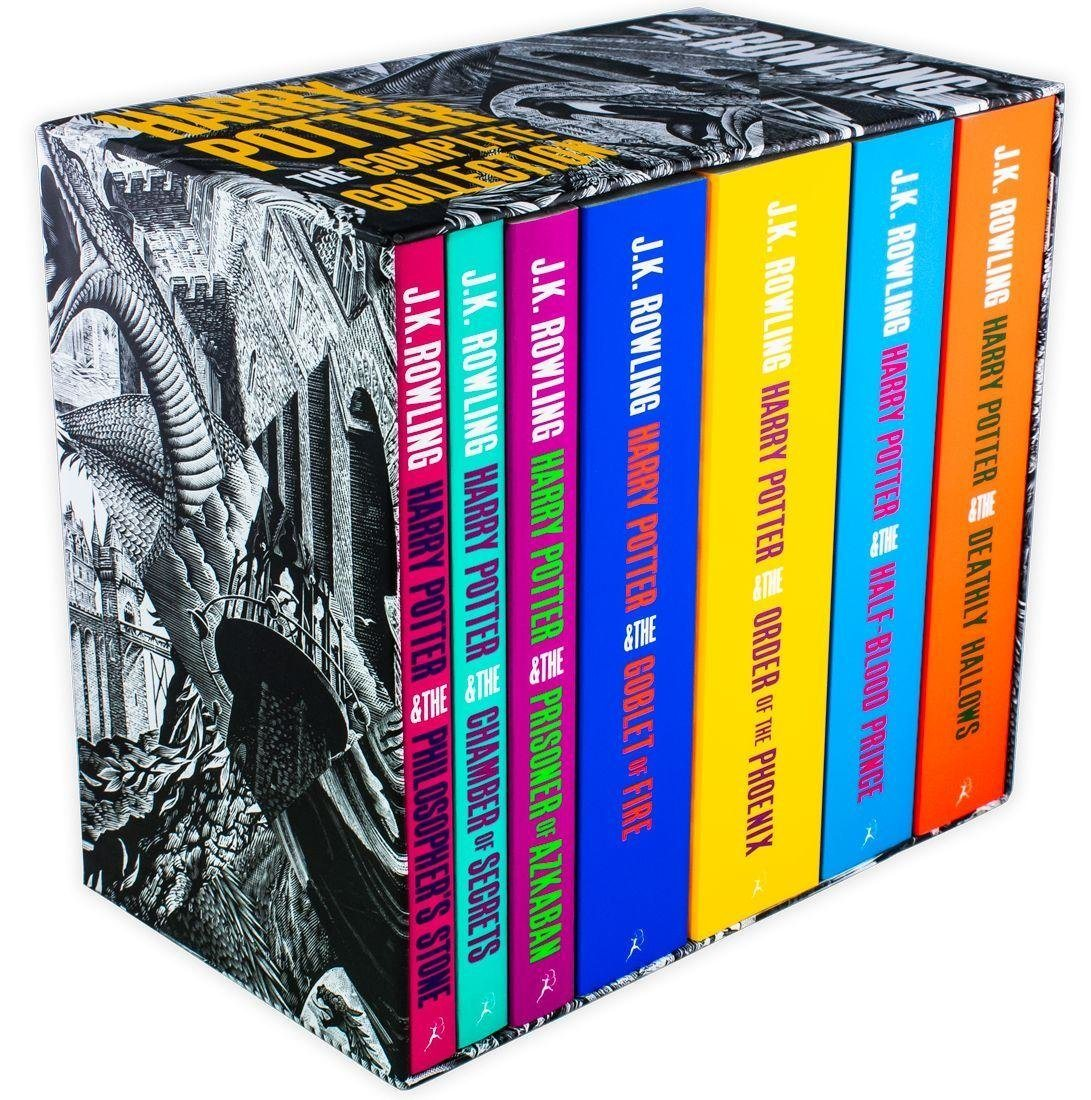 HARRY
POTTER
THE COMPLETE
COLLECTION
J.K. ROWLING
J.K. ROWLING HARRY POTTER &THE PHILOSOPHER'S STONE
J.K. ROWLING HARRY POTTER &THE CHAMBER OF SECRETS
J.K. ROWLING HARRY POTTER &THE PRISONER OF AZKABAN
J.K. ROWLING HARRY POTTER &THE GOBLET OF FIRE
J.K. ROWLING HARRY POTTER &THE ORDER OF THE PHOENIX
J.K. ROWLING HARRY POTTER &THE HALF-BLOOD PRINCE
J.K. ROWLING HARRY POTTER &THE DEATHLY HALLOWS